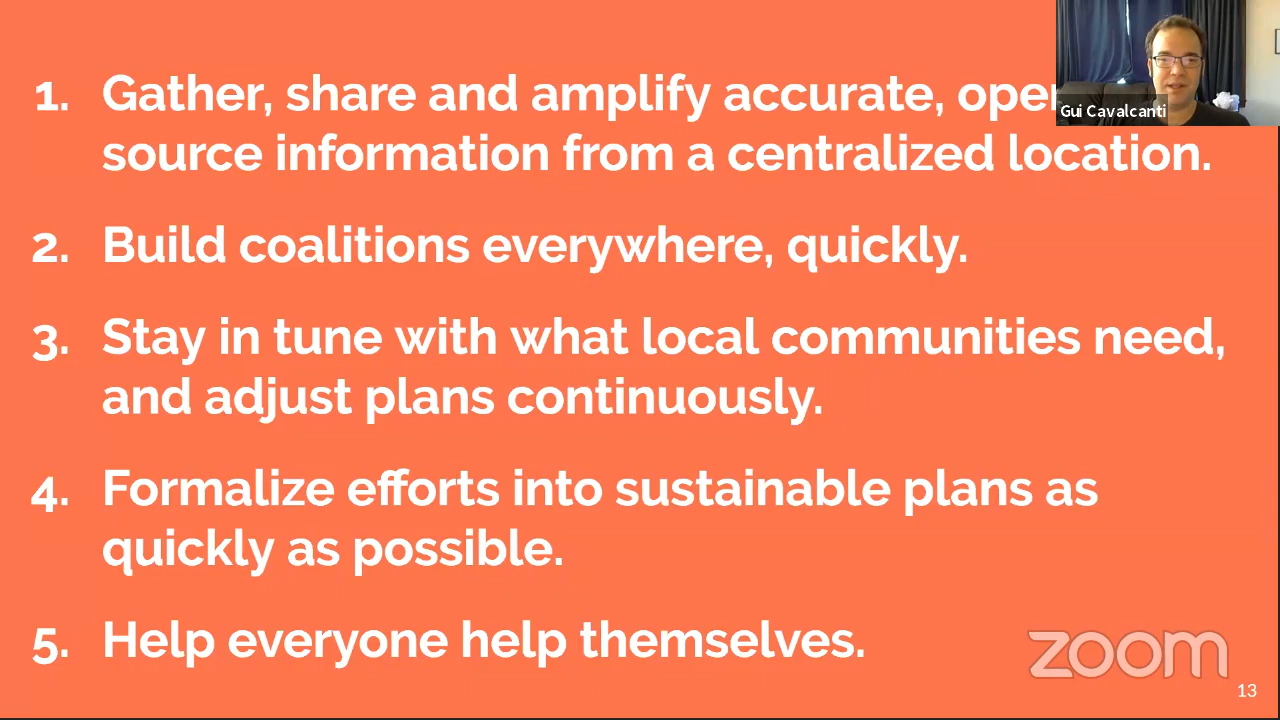 1. Gather, share and amplify accurate, open
source information from a centralized location.
2. Build coalitions everywhere, quickly.
3. Stay in tune with what local communities need,
and adjust plans continuously.
4. Formalize efforts into sustainable plans as
quickly as possible.
5. Help everyone help themselves.
Gui Cavalcanti
zoom
13